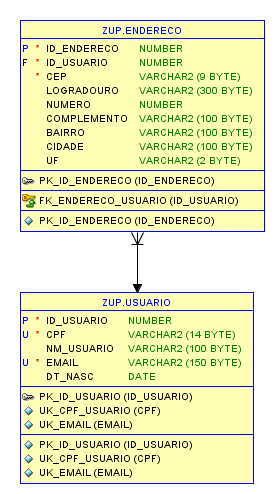 ZUP.ENDERECO
P * ID_ENDERECO NUMBER
F * ID_USUARIO NUMBER
* CEP VARCHAR2 (9 BYTE)
LOGRADOURO VARCHAR2 (300 BYTE)
NUMERO NUMBER
COMPLEMENTO VARCHAR2 (100 BYTE)
BAIRRO VARCHAR2 (100 BYTE)
CIDADE VARCHAR2 (100 BYTE)
UF VARCHAR2 (2 BYTE)
PK_ID_ENDERECO (ID_ENDERECO)
FK_ENDERECO_USUARIO (ID_USUARIO)
PK_ID_ENDERECO (ID_ENDERECO)
ZUP.USUARIO
P * ID_USUARIO NUMBER
U * CPF VARCHAR2 (14 BYTE)
NM_USUARIO VARCHAR2 (100 BYTE)
U * EMAIL VARCHAR2 (150 BYTE)
DT_NASC DATE
PK_ID_USUARIO (ID_USUARIO)
UK_CPF_USUARIO (CPF)
UK_EMAIL (EMAIL)
PK_ID_USUARIO (ID_USUARIO)
UK_CPF_USUARIO (CPF)
UK_EMAIL (EMAIL)